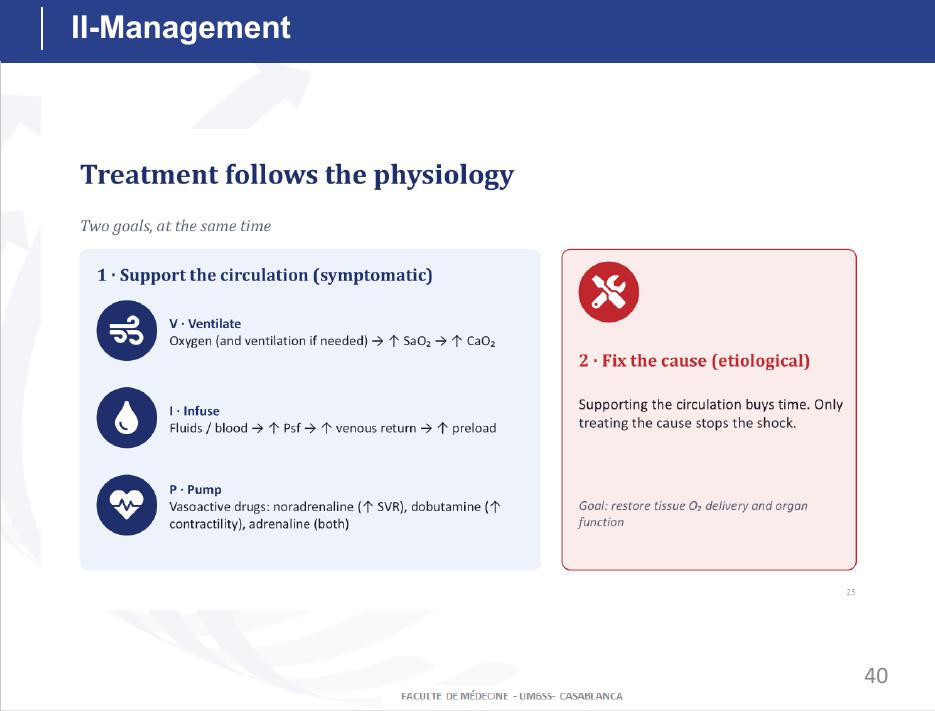 II-Management
Treatment follows the physiology
Two goals, at the same time
1 · Support the circulation (symptomatic)
V · Ventilate
Oxygen (and ventilation if needed) → ↑ SaO₂ → ↑ CaO₂
I · Infuse
Fluids / blood → ↑ Psf → ↑ venous return → ↑ preload
P · Pump
Vasoactive drugs: noradrenaline (↑ SVR), dobutamine (↑
contractility), adrenaline (both)
2 · Fix the cause (etiological)
Supporting the circulation buys time. Only
treating the cause stops the shock.
Goal: restore tissue O₂ delivery and organ
function
25
40
FACULTE DE MÉDECINE - UM6SS- CASABLANCA